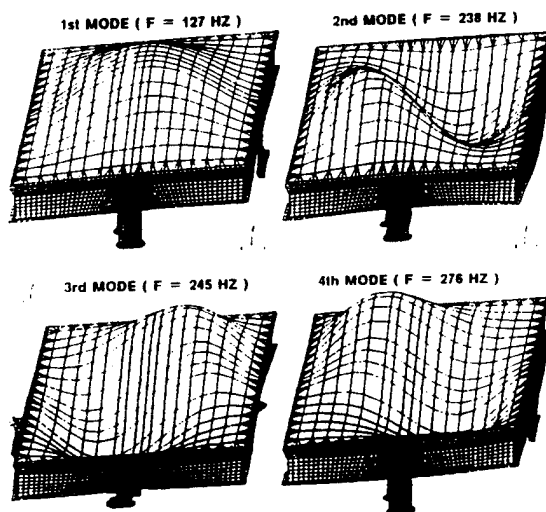 1st MODE ( F = 127 HZ)
2nd MODE ( F = 238 HZ)
3rd MODE ( F = 245 HZ)
4th MODE ( F = 276 HZ)